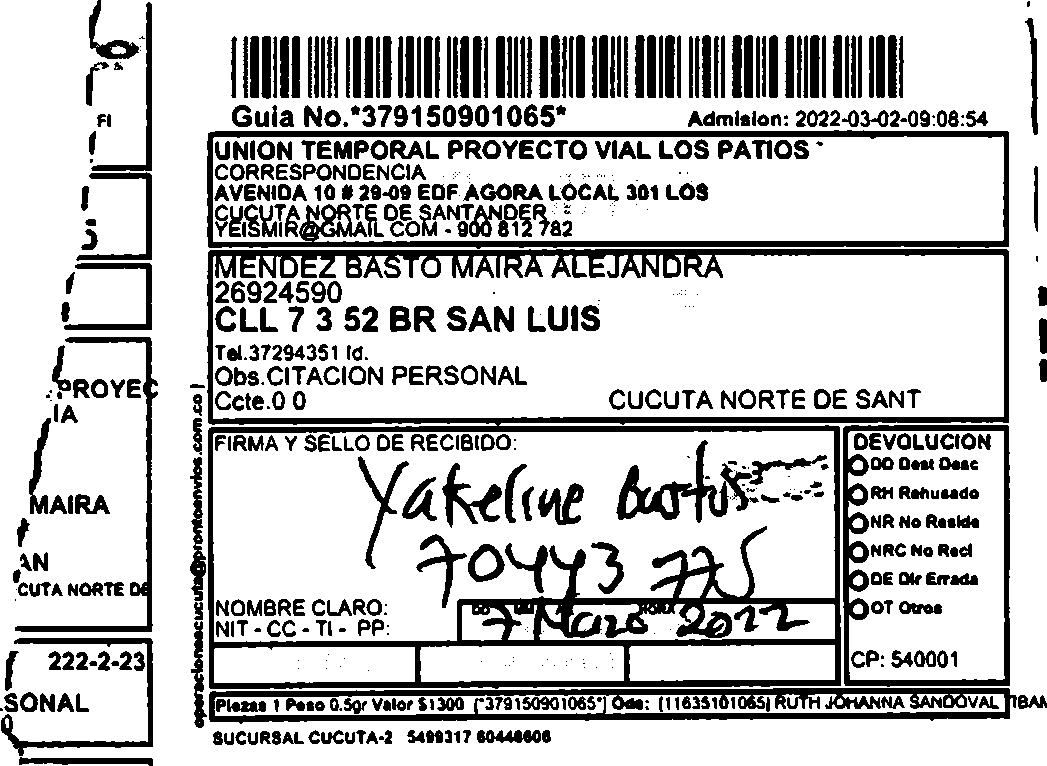 Guia No.*379150901065*
Admision: 2022-03-02-09:08:54
UNION TEMPORAL PROYECTO VIAL LOS PATIOS
CORRESPONDENCIA
AVENIDA 10 # 29-09 EDF AGORA LOCAL 301 LOS
CUCUTA NORTE DE SANTANDER
YEISMIR@GMAIL COM - 900 812 782
MENDEZ BASTO MAIRA ALEJANDRA
26924590
CLL 7 3 52 BR SAN LUIS
Tel.37294351 Id.
Obs.CITACION PERSONAL
Ccte.0 0
CUCUTA NORTE DE SANT
FIRMA Y SELLO DE RECIBIDO:
Yakeline Bastos
70443 775
NOMBRE CLARO:
NIT - CC - TI - PP:
HORA
7 Marzo 2022
DEVOLUCION
DD Dest Desc
RH Rehusado
NR No Reside
NRC No Recl
DE Dir Errada
OT Otros
CP: 540001
Piezas 1 Peso 0.5gr Valor $1300 [*379150901065*] Ode: [11635101065] RUTH JOHANNA SANDOVAL TBAM
SUCURSAL CUCUTA-2 5499317 60448606
operacionescucuta@prontoenvios.com.co
FI
PROYEC
IA
MAIRA
AN
CUTA NORTE DE
222-2-23
SONAL